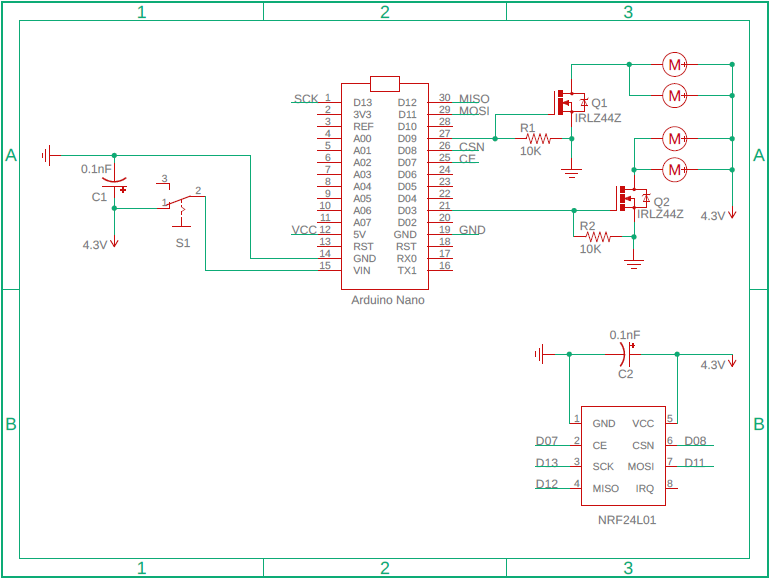 1 2 3
M
SCK 1 D13 D12 30 MISO
Q1
M
2 3V3 D11 29 MOSI
IRLZ44Z
3 REF D10 28
R1
4 A00 D09 27
M
A A
5 A01 D08 26 CSN
10K
6 A02 D07 25 CE
0.1nF
3
M
7 A03 D06 24
8 A04 D05 23
C1
2
9 A05 D04 22
Q2
1
10 A06 D03 21
IRLZ44Z
4.3V
11 A07 D02 20
R2
VCC 12 5V GND 19 GND
4.3V
S1
13 RST RST 18
10K
14 GND RX0 17
15 VIN TX1 16
Arduino Nano
0.1nF
4.3V
C2
B B
1 GND VCC 5
D07 2 CE CSN 6 D08
D13 3 SCK MOSI 7 D11
D12 4 MISO IRQ 8
NRF24L01
1 2 3